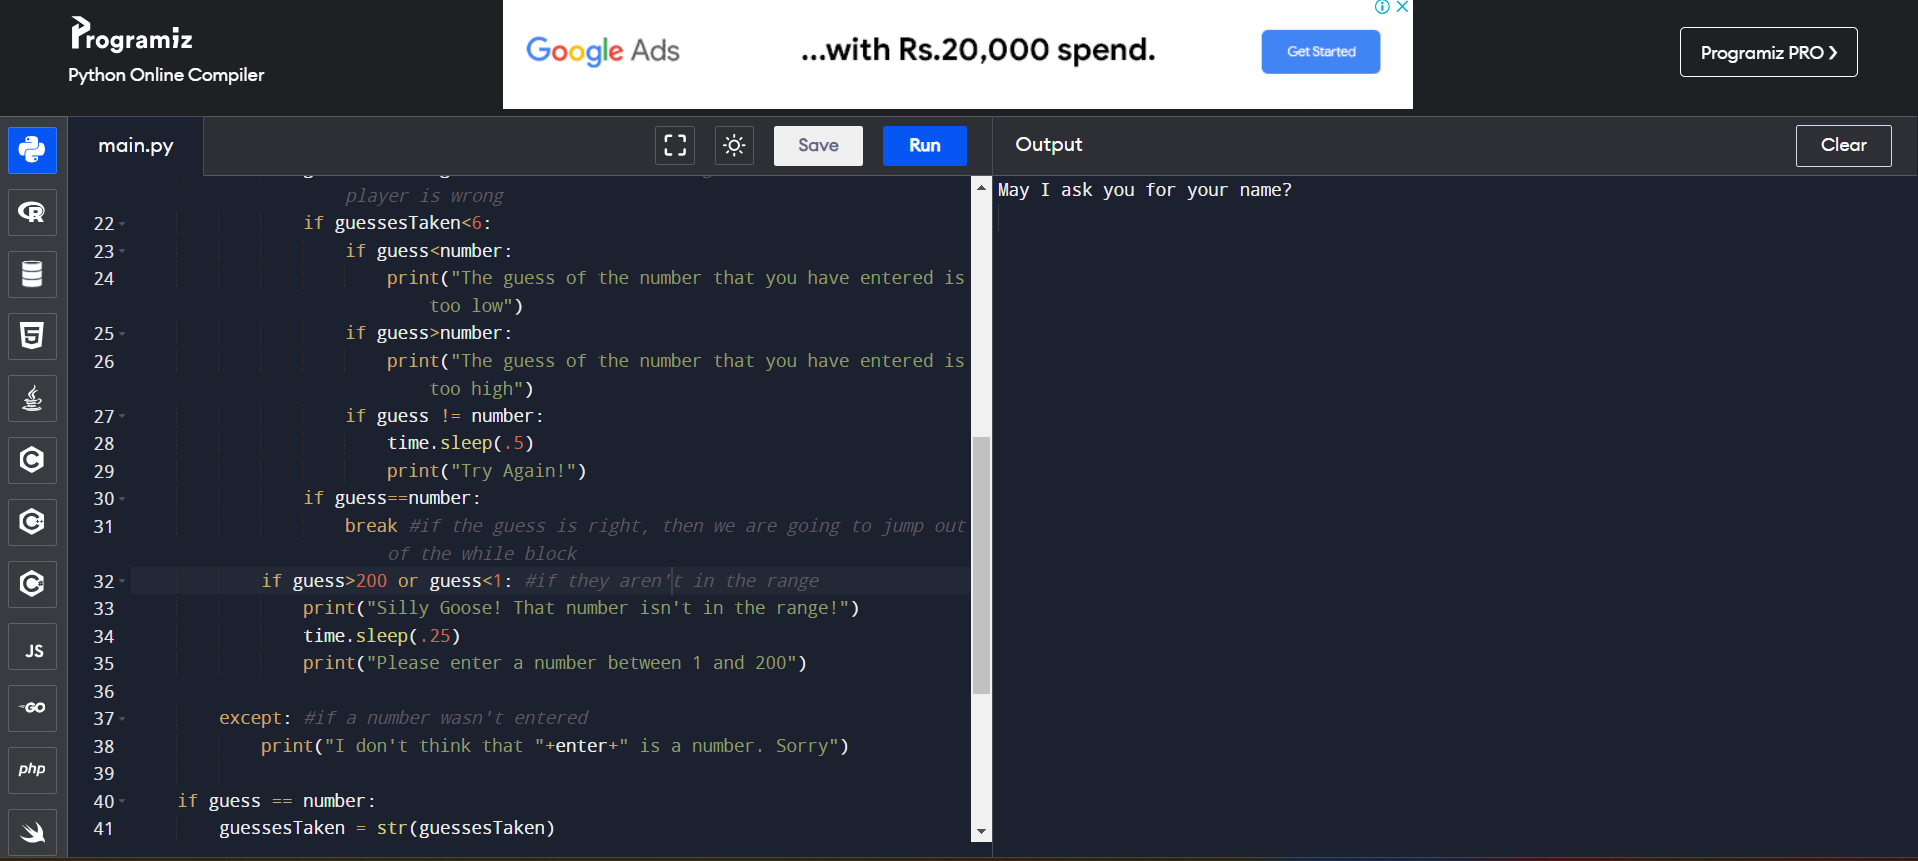 Programiz
Python Online Compiler
Google Ads
...with Rs.20,000 spend.
Get Started
Programiz PRO ❯
main.py
Save
Run
Output
Clear
player is wrong
22 if guessesTaken<6:
23 if guess<number:
24 print("The guess of the number that you have entered is
too low")
25 if guess>number:
26 print("The guess of the number that you have entered is
too high")
27 if guess != number:
28 time.sleep(.5)
29 print("Try Again!")
30 if guess==number:
31 break #if the guess is right, then we are going to jump out
of the while block
32 if guess>200 or guess<1: #if they aren't in the range
33 print("Silly Goose! That number isn't in the range!")
34 time.sleep(.25)
35 print("Please enter a number between 1 and 200")
36
37 except: #if a number wasn't entered
38 print("I don't think that "+enter+" is a number. Sorry")
39
40 if guess == number:
41 guessesTaken = str(guessesTaken)
May I ask you for your name?
R
5
C
C
C
JS
GO
php